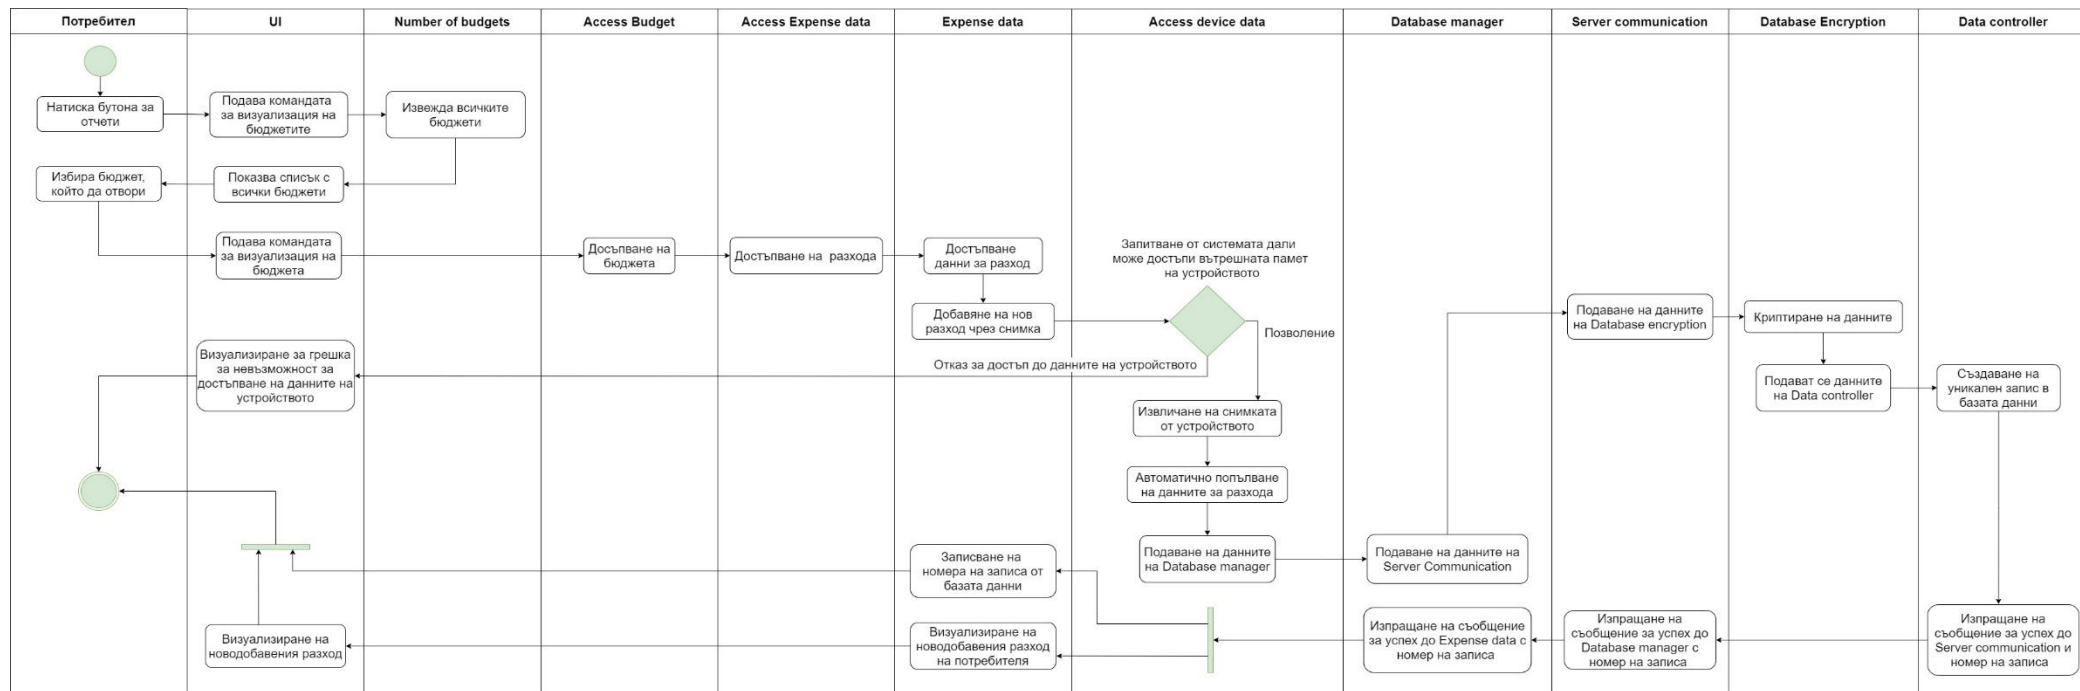 Потребител
UI
Number of budgets
Access Budget
Access Expense data
Expense data
Access device data
Database manager
Server communication
Database Encryption
Data controller
Натиска бутона за
отчети
Подава командата
за визуализация на
бюджетите
Извежда всичките
бюджети
Избира бюджет,
който да отвори
Показва списък с
всички бюджети
Подава командата
за визуализация на
бюджета
Досъпване на
бюджета
Достъпване на разхода
Достъпване
данни за разход
Запитване от системата дали
може достъпи вътрешната памет
на устройството
Добавяне на нов
разход чрез снимка
Позволение
Отказ за достъп до данните на устройството
Подаване на данните
на Database encryption
Криптиране на данните
Визуализиране за грешка
за невъзможност за
достъпване на данните на
устройството
Подават се данните
на Data controller
Създаване на
уникален запис в
базата данни
Извличане на снимката
от устройството
Автоматично попълване
на данните за разхода
Подаване на данните
на Database manager
Подаване на данните на
Server Communication
Записване на
номера на записа от
базата данни
Визуализиране на
новодобавения разход
Визуализиране на
новодобавения разход
на потребителя
Изпращане на съобщение
за успех до Expense data с
номер на записа
Изпращане на
съобщение за успех до
Database manager с
номер на записа
Изпращане на
съобщение за успех до
Server communication и
номер на записа